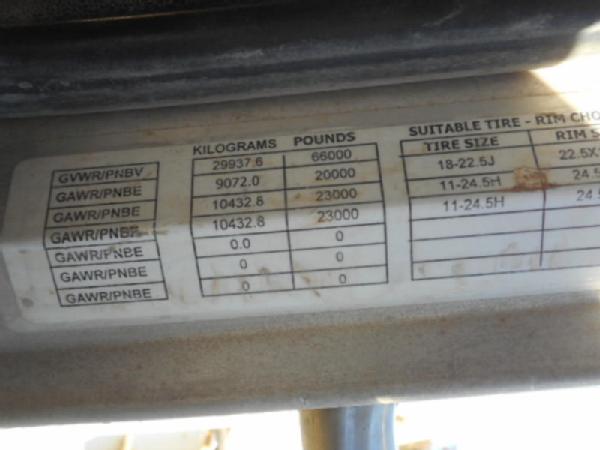 KILOGRAMS POUNDS SUITABLE TIRE - RIM CHO
TIRE SIZE RIM S
GVWR/PNBV 29937.6 66000
GAWR/PNBE 9072.0 20000 18-22.5J 22.5X
GAWR/PNBE 10432.8 23000 11-24.5H 24.5
GAWR/PNBE 10432.8 23000 11-24.5H 24.5
GAWR/PNBE 0.0 0
GAWR/PNBE 0 0
GAWR/PNBE 0 0